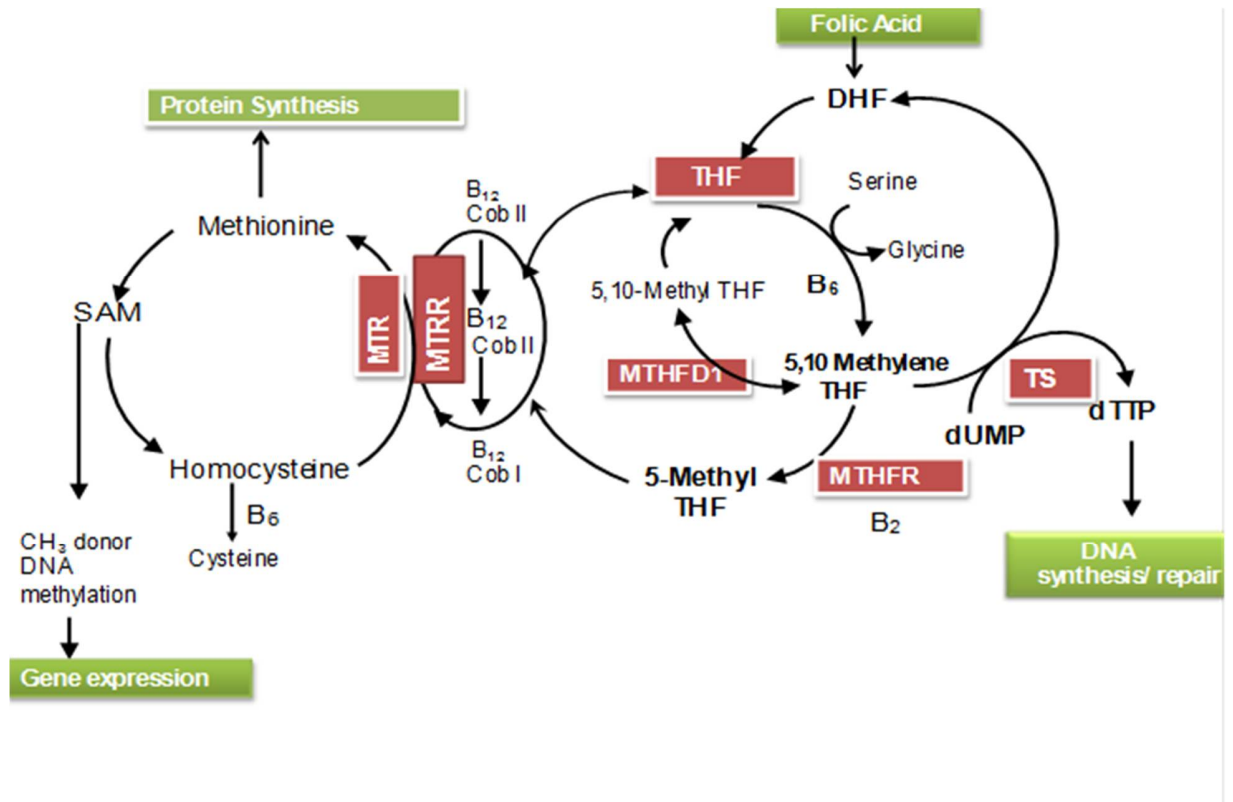 Folic Acid
DHF
Protein Synthesis
THF
Serine
B₁₂
Cob II
Methionine
Glycine
5,10-Methyl THF
B₆
SAM
MTR
MTRR
B₁₂
Cob II
5,10 Methylene
THF
MTHFD1
TS
dTTP
dUMP
B₁₂
Cob I
Homocysteine
5-Methyl
THF
MTHFR
B₂
B₆
Cysteine
CH₃ donor
DNA
methylation
DNA
synthesis/ repair
Gene expression